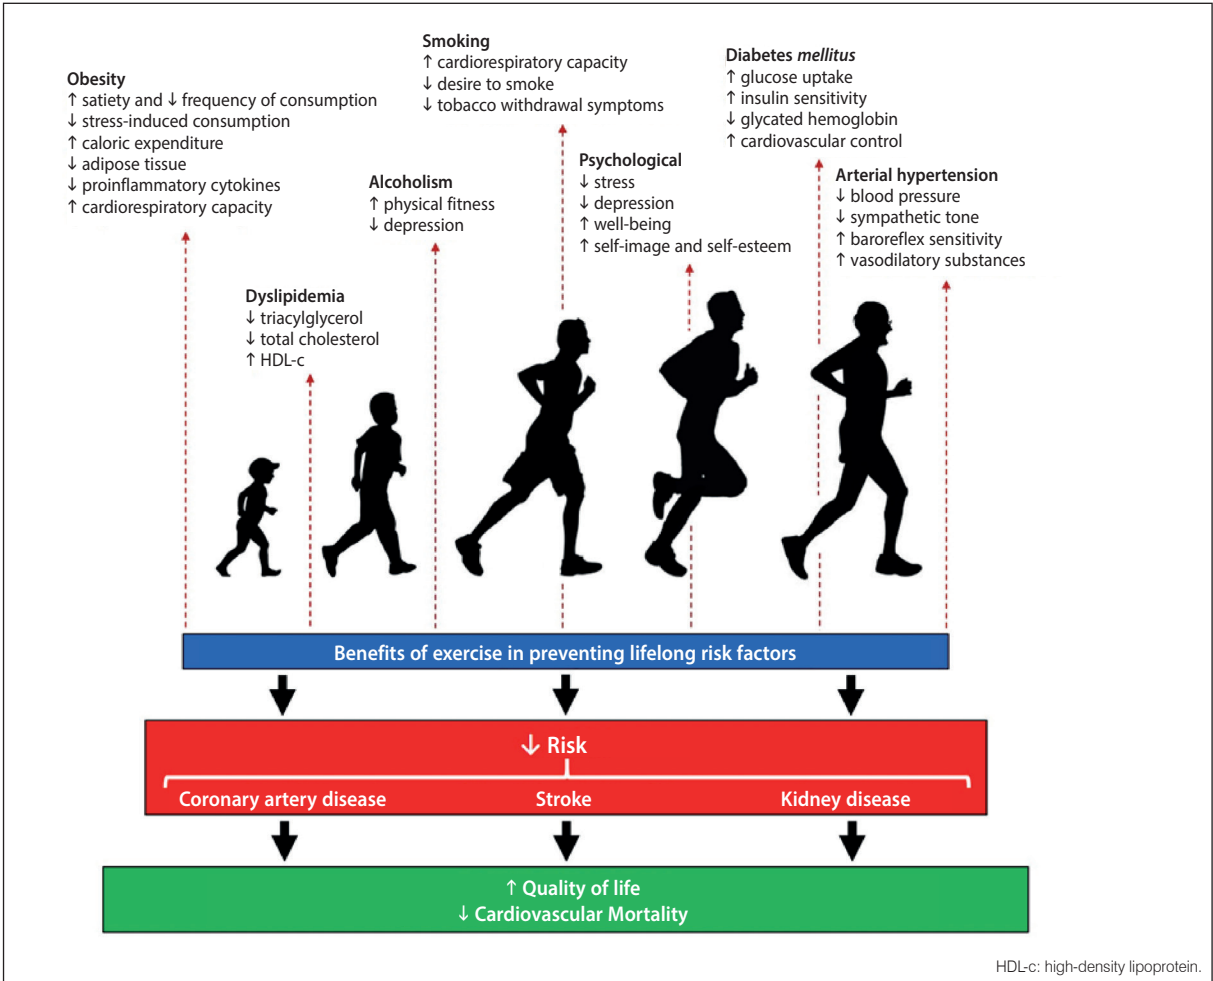 Obesity
↑ satiety and ↓ frequency of consumption
↓ stress-induced consumption
↑ caloric expenditure
↓ adipose tissue
↓ proinflammatory cytokines
↑ cardiorespiratory capacity
Dyslipidemia
↓ triacylglycerol
↓ total cholesterol
↑ HDL-c
Alcoholism
↑ physical fitness
↓ depression
Smoking
↑ cardiorespiratory capacity
↓ desire to smoke
↓ tobacco withdrawal symptoms
Psychological
↓ stress
↓ depression
↑ well-being
↑ self-image and self-esteem
Diabetes mellitus
↑ glucose uptake
↑ insulin sensitivity
↓ glycated hemoglobin
↑ cardiovascular control
Arterial hypertension
↓ blood pressure
↓ sympathetic tone
↑ baroreflex sensitivity
↑ vasodilatory substances
Benefits of exercise in preventing lifelong risk factors
↓ Risk
Coronary artery disease
Stroke
Kidney disease
↑ Quality of life
↓ Cardiovascular Mortality
HDL-c: high-density lipoprotein.